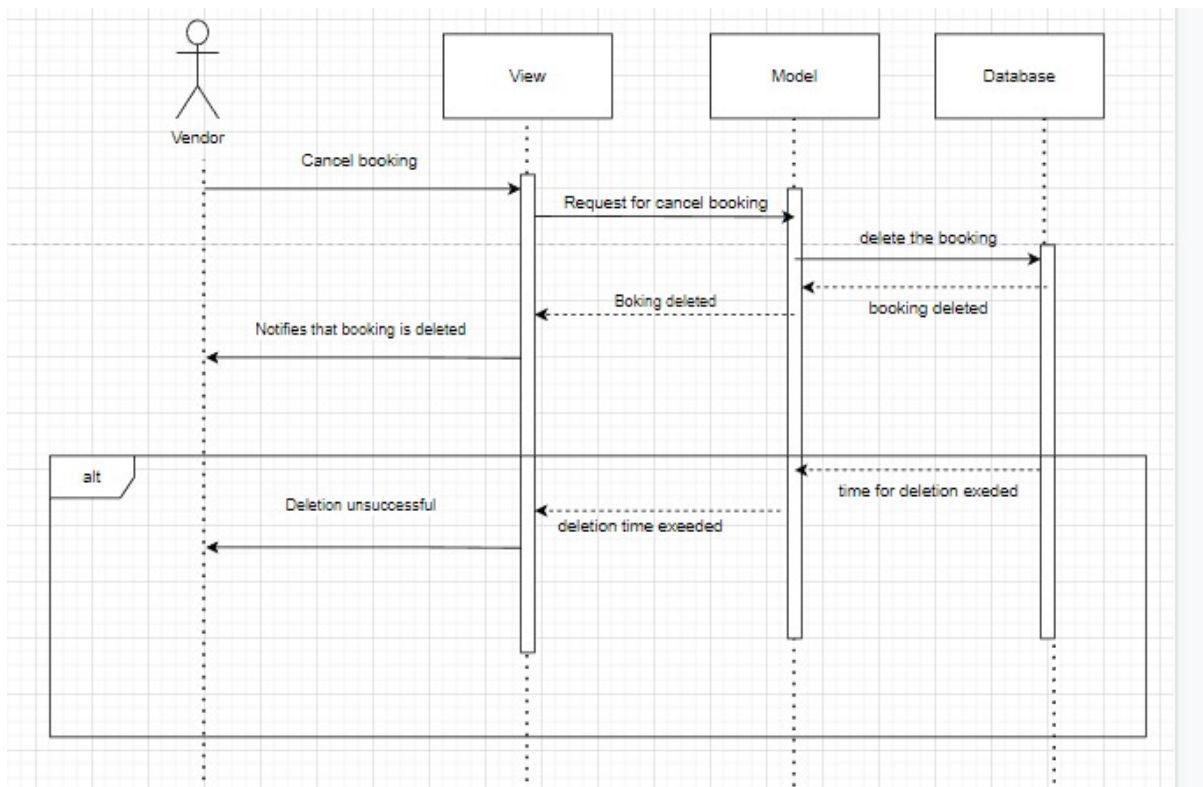 View
Model
Database
Vendor
Cancel booking
Request for cancel booking
delete the booking
Boking deleted
booking deleted
Notifies that booking is deleted
alt
time for deletion exeded
Deletion unsuccessful
deletion time exeeded